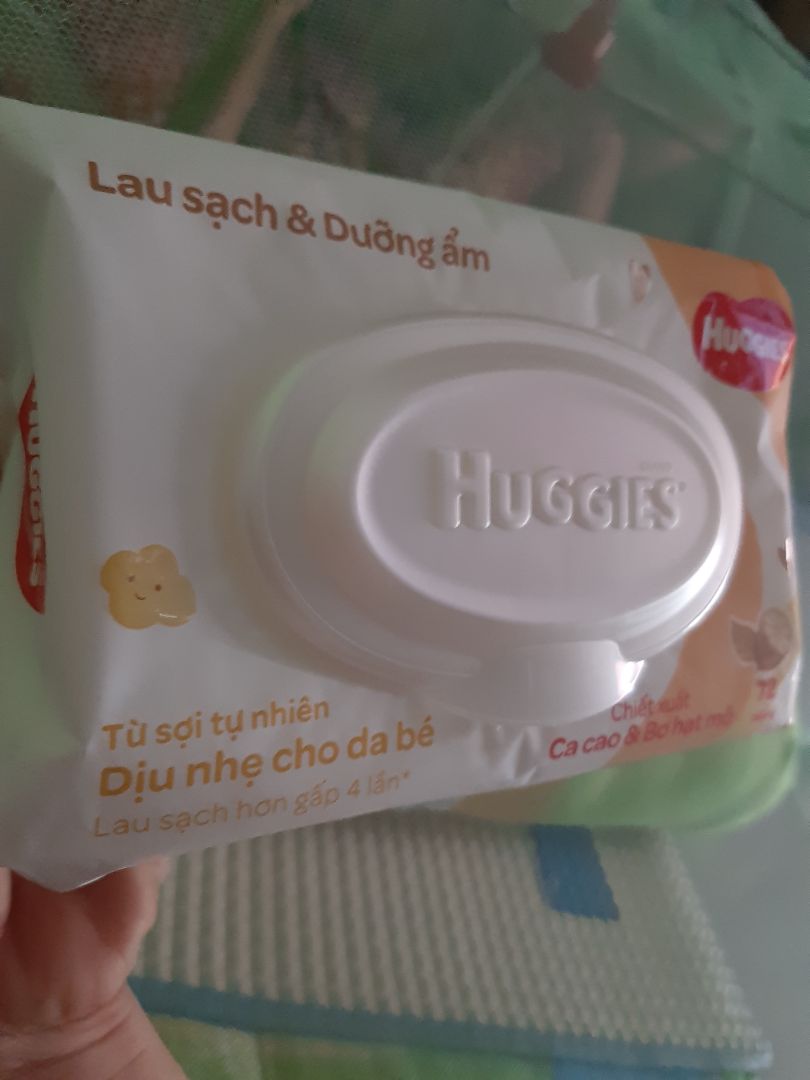 Lau sạch & Dưỡng ẩm
HUGGIES
HUGGIES
HUGGIES
Từ sợi tự nhiên
Dịu nhẹ cho da bé
Lau sạch hơn gấp 4 lần*
Chiết xuất
Ca cao & Bơ hạt mỡ
72